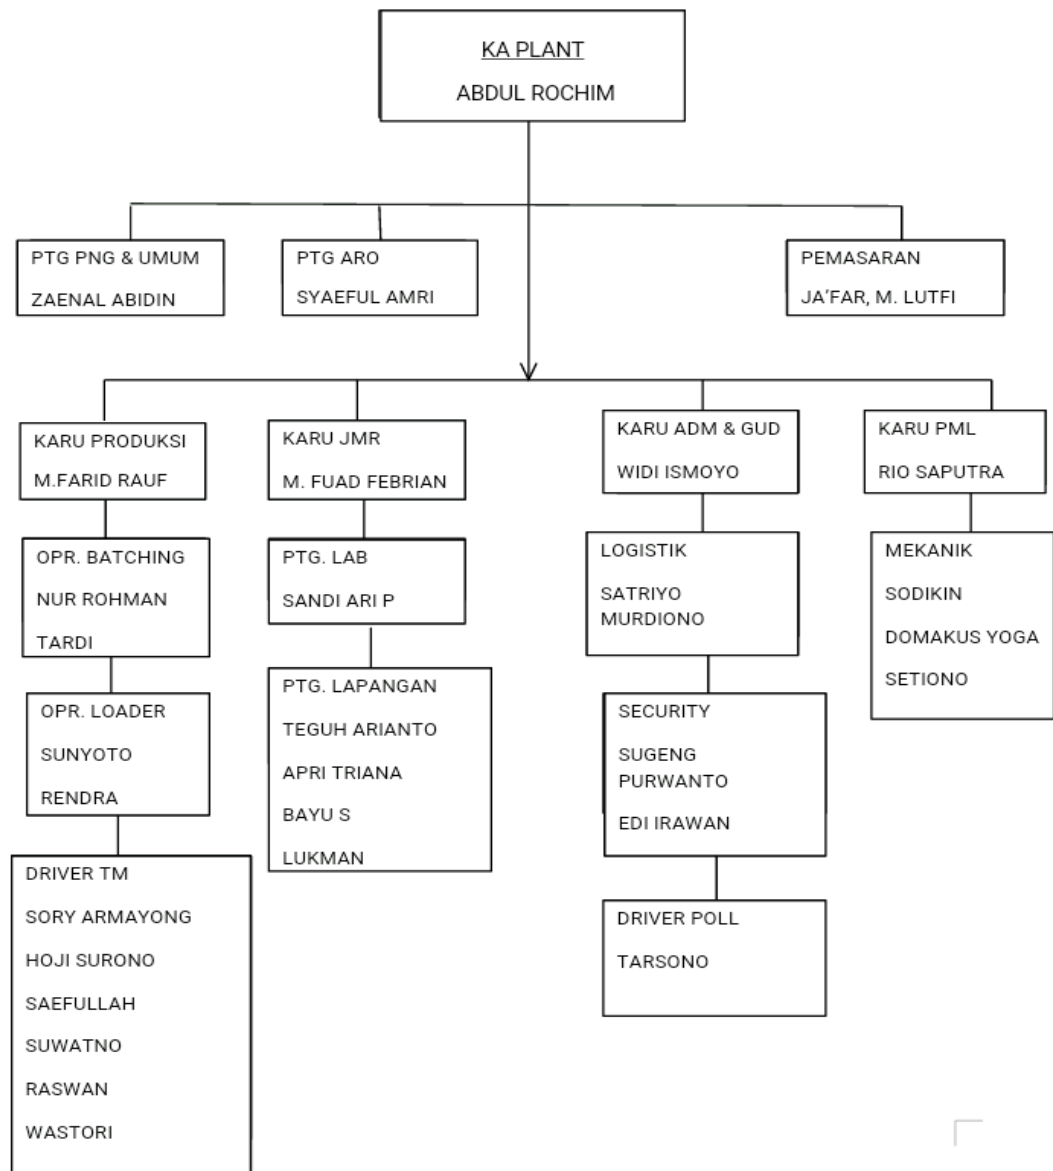 KA PLANT
ABDUL ROCHIM
PTG PNG & UMUM
ZAENAL ABIDIN
PTG ARO
SYAEFUL AMRI
PEMASARAN
JA'FAR, M. LUTFI
KARU PRODUKSI
M.FARID RAUF
KARU JMR
M. FUAD FEBRIAN
KARU ADM & GUD
WIDI ISMOYO
KARU PML
RIO SAPUTRA
OPR. BATCHING
NUR ROHMAN
TARDI
PTG. LAB
SANDI ARI P
LOGISTIK
SATRIYO
MURDIONO
MEKANIK
SODIKIN
DOMAKUS YOGA
SETIONO
OPR. LOADER
SUNYOTO
RENDRA
PTG. LAPANGAN
TEGUH ARIANTO
APRI TRIANA
BAYU S
LUKMAN
SECURITY
SUGENG
PURWANTO
EDI IRAWAN
DRIVER TM
SORY ARMAYONG
HOJI SURONO
SAEFULLAH
SUWATNO
RASWAN
WASTORI
DRIVER POLL
TARSONO